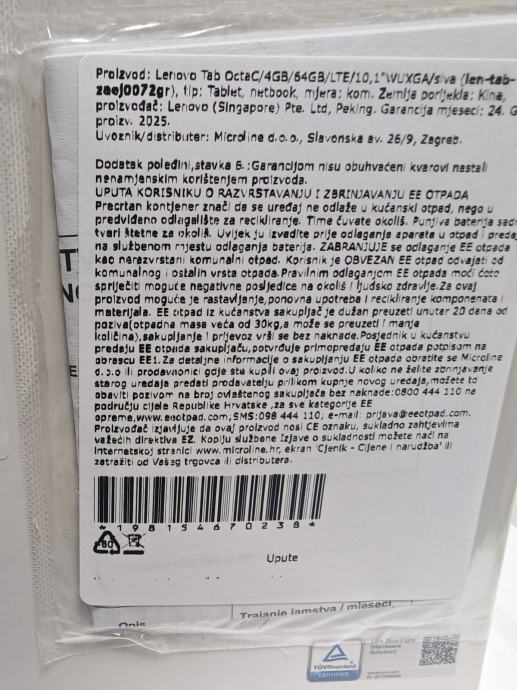 Proizvod: Lenovo Tab OctaC/4GB/64GB/LTE/10,1"WUXGA/siva (len-tab-
zaej0072gr), tip: Tablet, netbook, mjera: kom. Zemlja porijekla: Kina,
proizvođač: Lenovo (Singapore) Pte. Ltd, Peking. Garancija mjeseci: 24. G
proizv. 2025.
Uvoznik/distributer: Microline d.o.o., Slavonska av. 26/9, Zagreb.
Dodatak poleđini,stavka 6.:Garancijom nisu obuhvaćeni kvarovi nastali
nenamjenskim korištenjem proizvoda.
UPUTA KORISNIKU O RAZVRSTAVANJU I ZBRINJAVANJU EE OTPADA
Precrtan kontjener znači da se uređaj ne odlaže u kućanski otpad, nego u
predviđeno odlagalište za recikliranje. Time čuvate okoliš. Punjiva baterija sadr
tvari štetne za okoliš. Uvijek ju izvadite prije odlaganja aparata u otpad i preda
na službenom mjestu odlaganja baterija. ZABRANJUJE se odlaganje EE otpada
kao nerazvrstani komunalni otpad. Korisnik je OBVEZAN EE otpad odvajati od
komunalnog i ostalih vrsta otpada.Pravilnim odlaganjem EE otpada moći ćete
spriječiti moguće negativne posljedice na okoliš i ljudsko zdravlje.Za ovaj
proizvod moguće je rastavljanje,ponovna upotreba i recikliranje komponenata i
materijala. EE otpad iz kućanstva sakupljač je dužan preuzeti unutar 20 dana od
poziva(otpadna masa veća od 30kg,a može se preuzeti i manja
količin),sakupljanje i prijevoz vrši se bez naknade.Posjednik u kućanstvu
predaju EE otpada sakupljaču,potvrđuje primopredaju EE otpada potpisom na
obrascu EE1.Za detaljne informacije o sakupljanju EE otpada obratite se Microline
d.o.o ili prodavaonici gdje ste kupili ovaj proizvod.U koliko ne želite zbrinjavanje
starog uređaja predati prodavatelju prilikom kupnje novog uređaja,možete to
obaviti pozivom na broj ovlaštenog sakupljača bez naknade:0800 444 110 na
području cijele Republike Hrvatske ,za sve kategorije EE
opreme,www.eeotpad.com,SMS:098 444 110; e-mail: prijava@eeotpad.com.
Proizvođač izjavljuje da ovaj proizvod nosi CE oznaku, sukladno zahtjevima
važećih direktiva EZ. Kopiju službene Izjave o sukladnosti možete naći na
Internetskoj stranici www.microline.hr, ekran 'Cjenik - Cijene i narudžba' ili
zatražiti od Vašeg trgovca ili distributera.
*198154670238*
80
Upute
Opis
Trajanje jamstva / mjeseci
TÜVRheinland
CERTIFIED